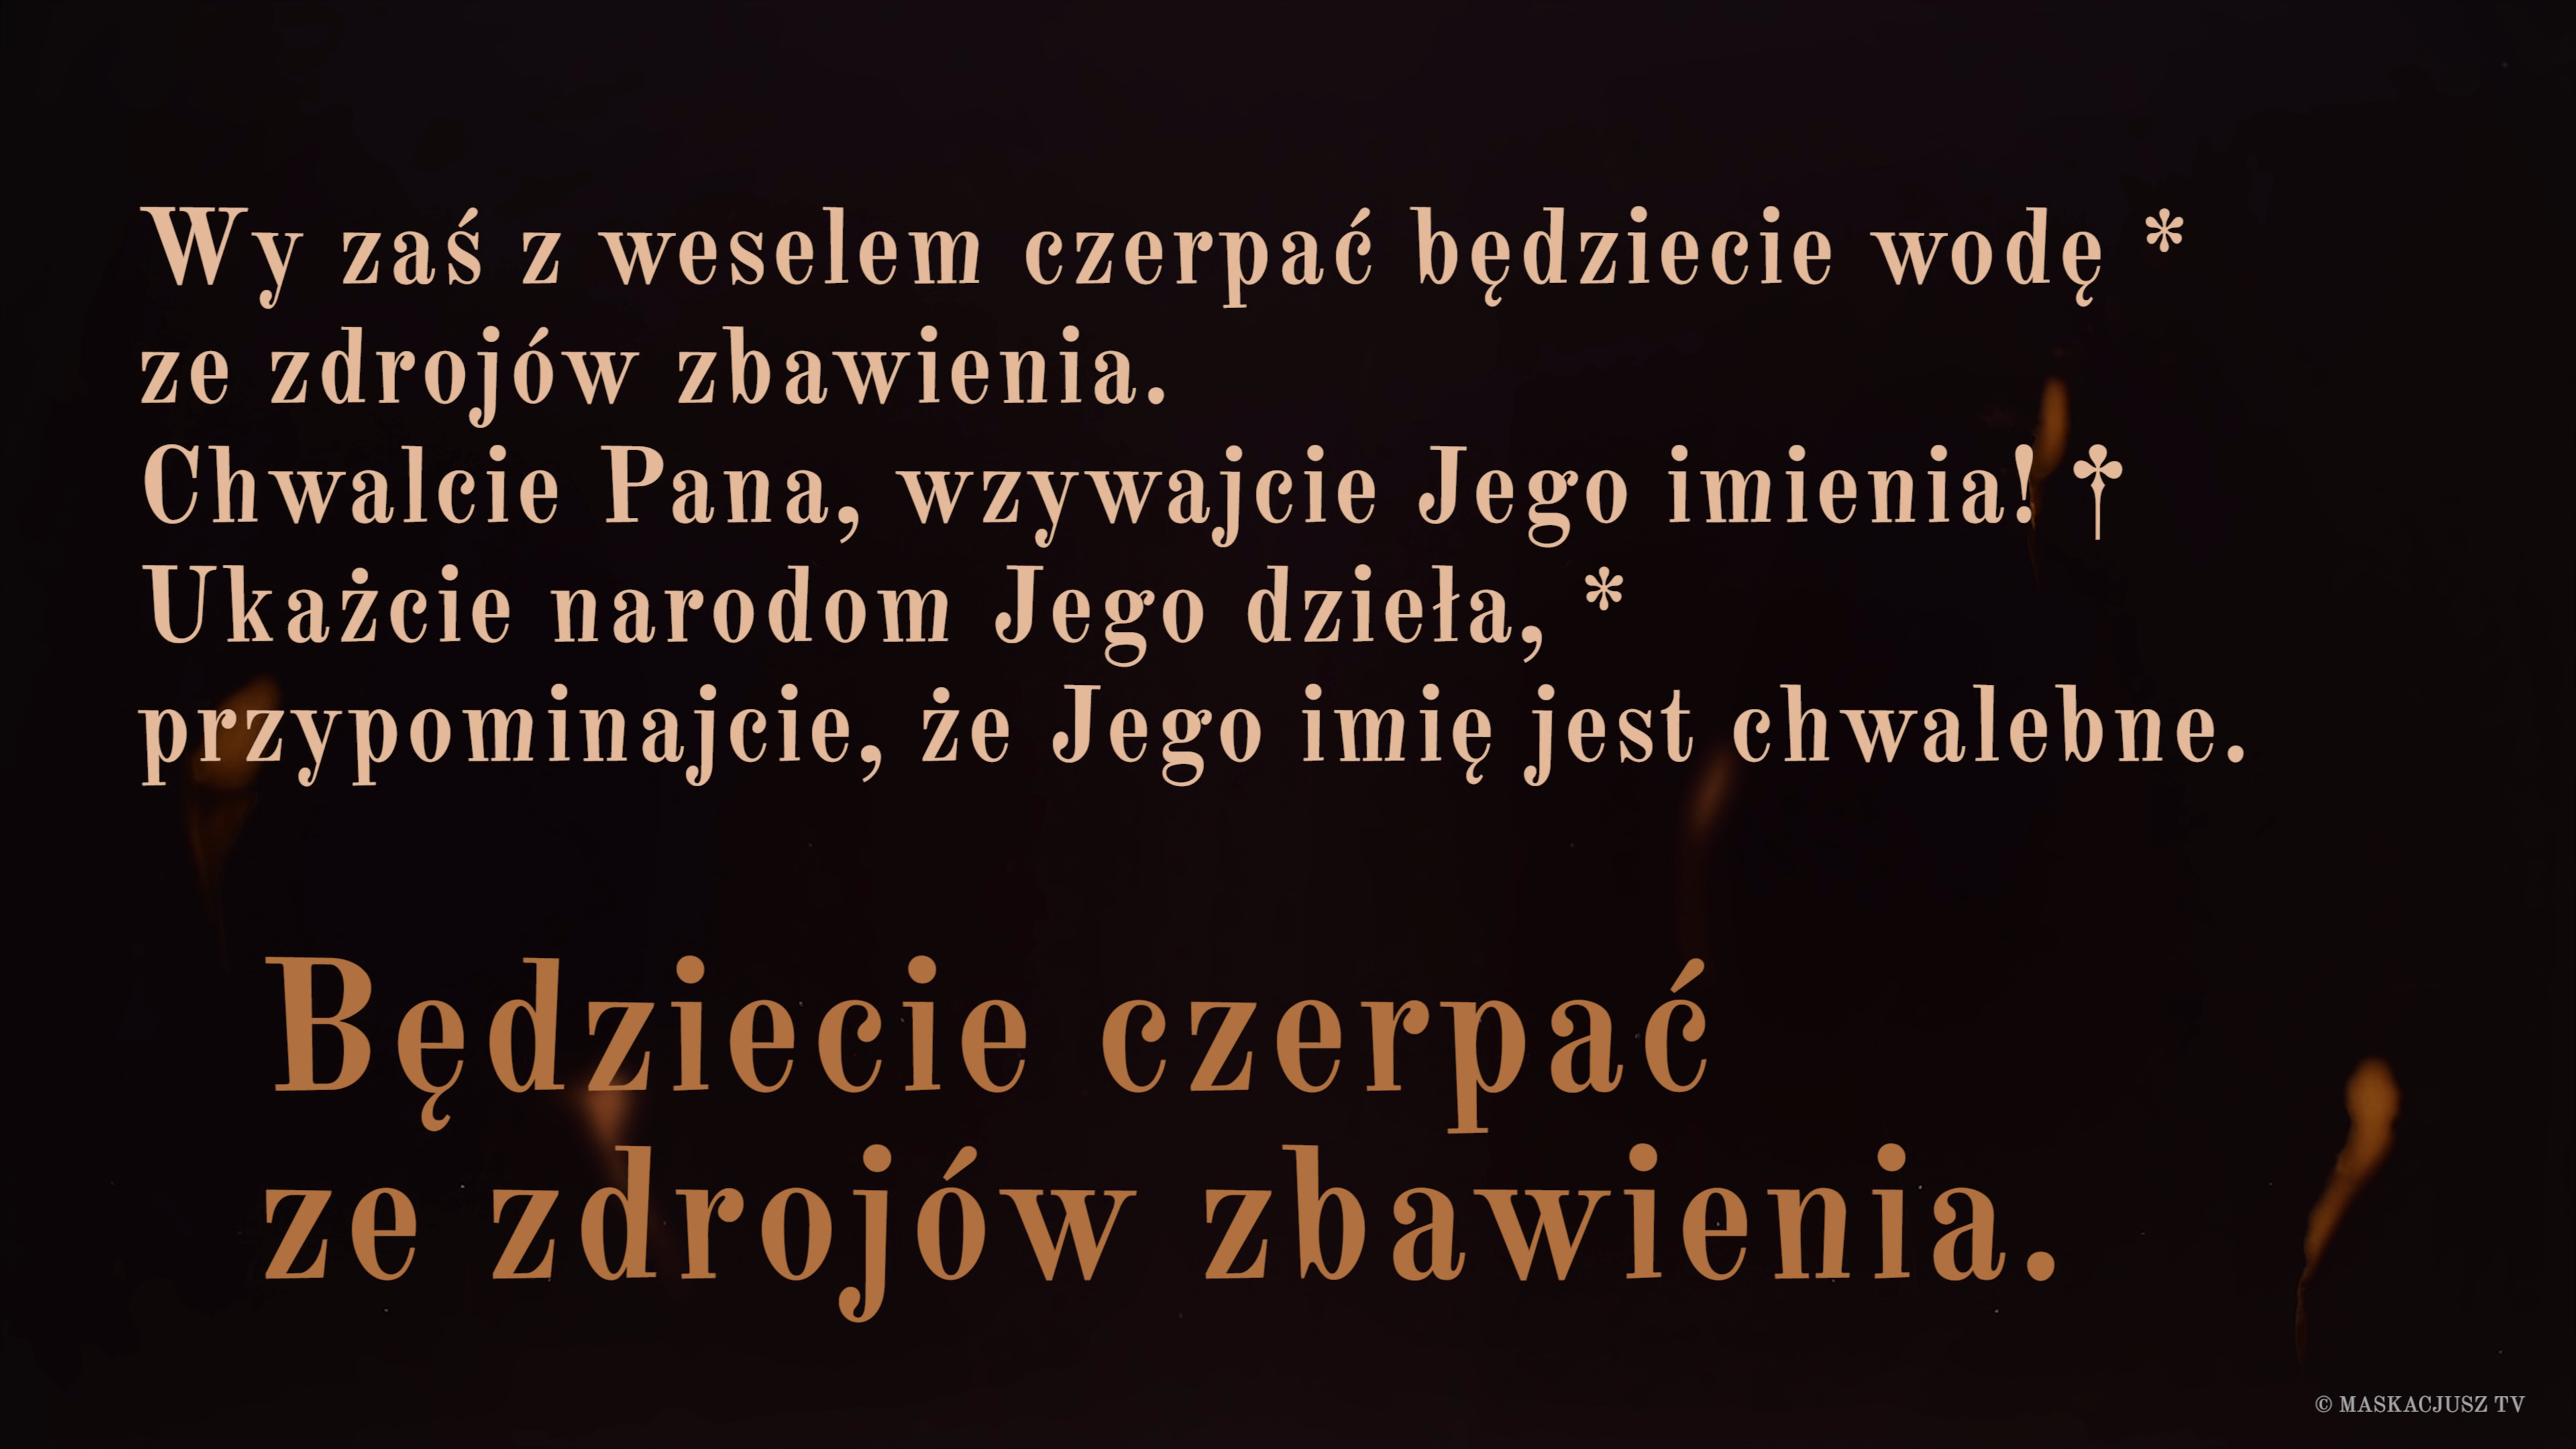 Wy zaś z weselem czerpać będziecie wodę *
ze zdrojów zbawienia.
Chwalcie Pana, wzywajcie Jego imienia! †
Ukażcie narodom Jego dzieła, *
przypominajcie, że Jego imię jest chwalebne.
Będziecie czerpać
ze zdrojów zbawienia.
© MASKACJUSZ TV